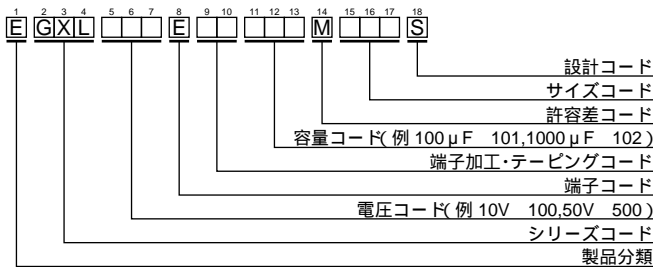 1 2 3 4 5 6 7 8 9 10 11 12 13 14 15 16 17 18
E G X L E M S
設計コード
サイズコード
許容差コード
容量コード(例 100μF 101,1000μF 102)
端子加工・テーピングコード
端子コード
電圧コード(例 10V 100,50V 500)
シリーズコード
製品分類